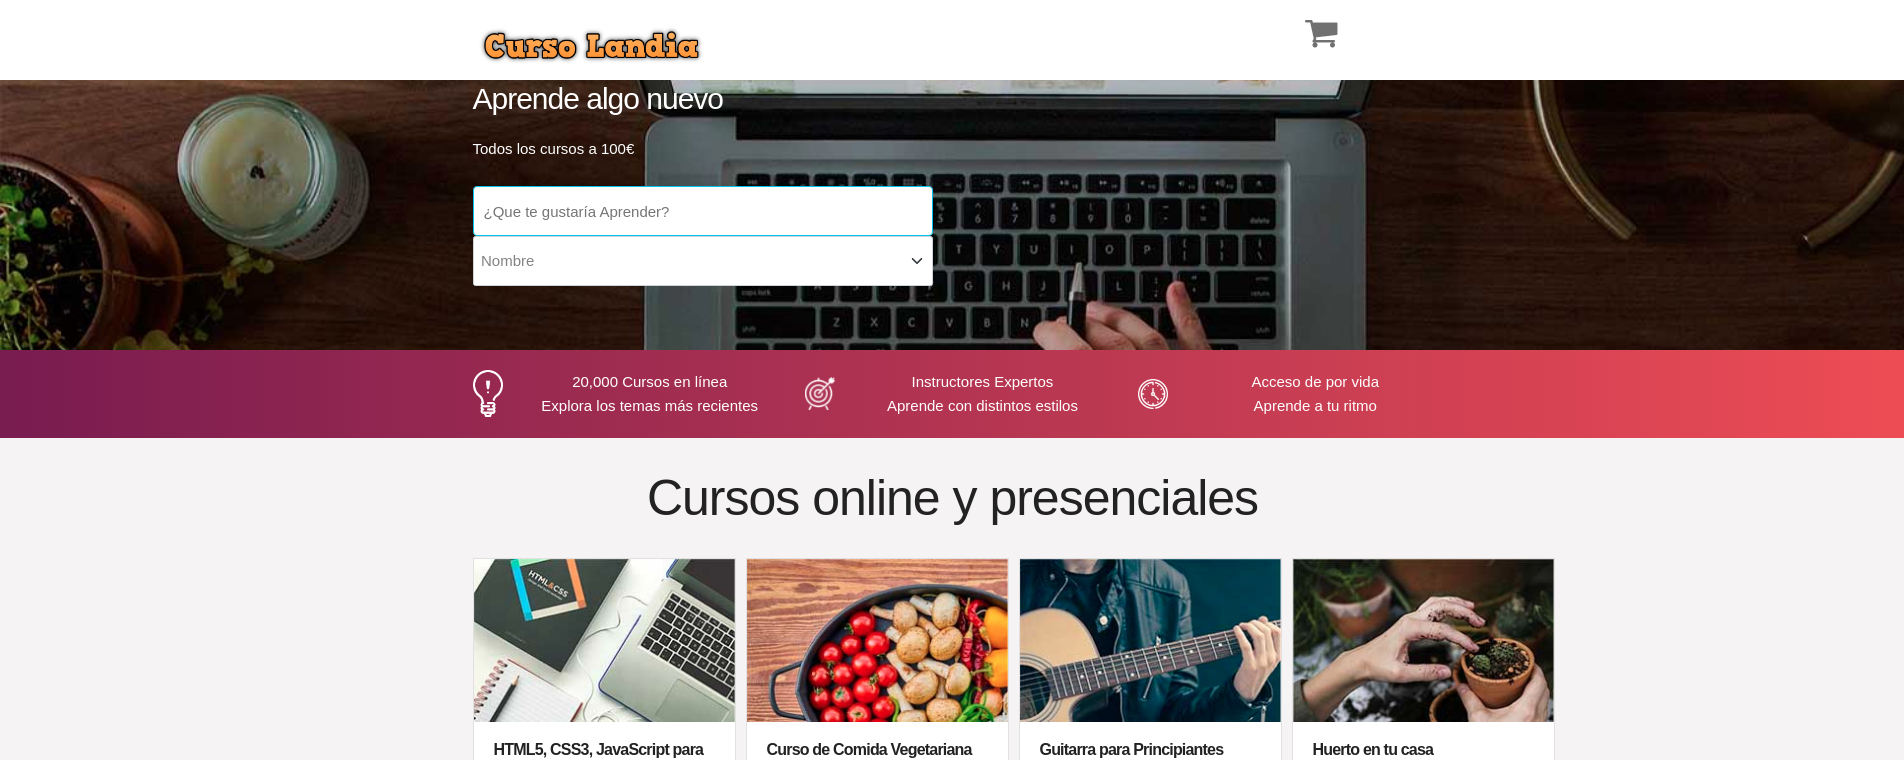 Curso Landia
Aprende algo nuevo
Todos los cursos a 100€
¿Que te gustaría Aprender?
Nombre
20,000 Cursos en línea
Explora los temas más recientes
Instructores Expertos
Aprende con distintos estilos
Acceso de por vida
Aprende a tu ritmo
Cursos online y presenciales
HTML&CSS
HTML5, CSS3, JavaScript para
Curso de Comida Vegetariana
Guitarra para Principiantes
Huerto en tu casa